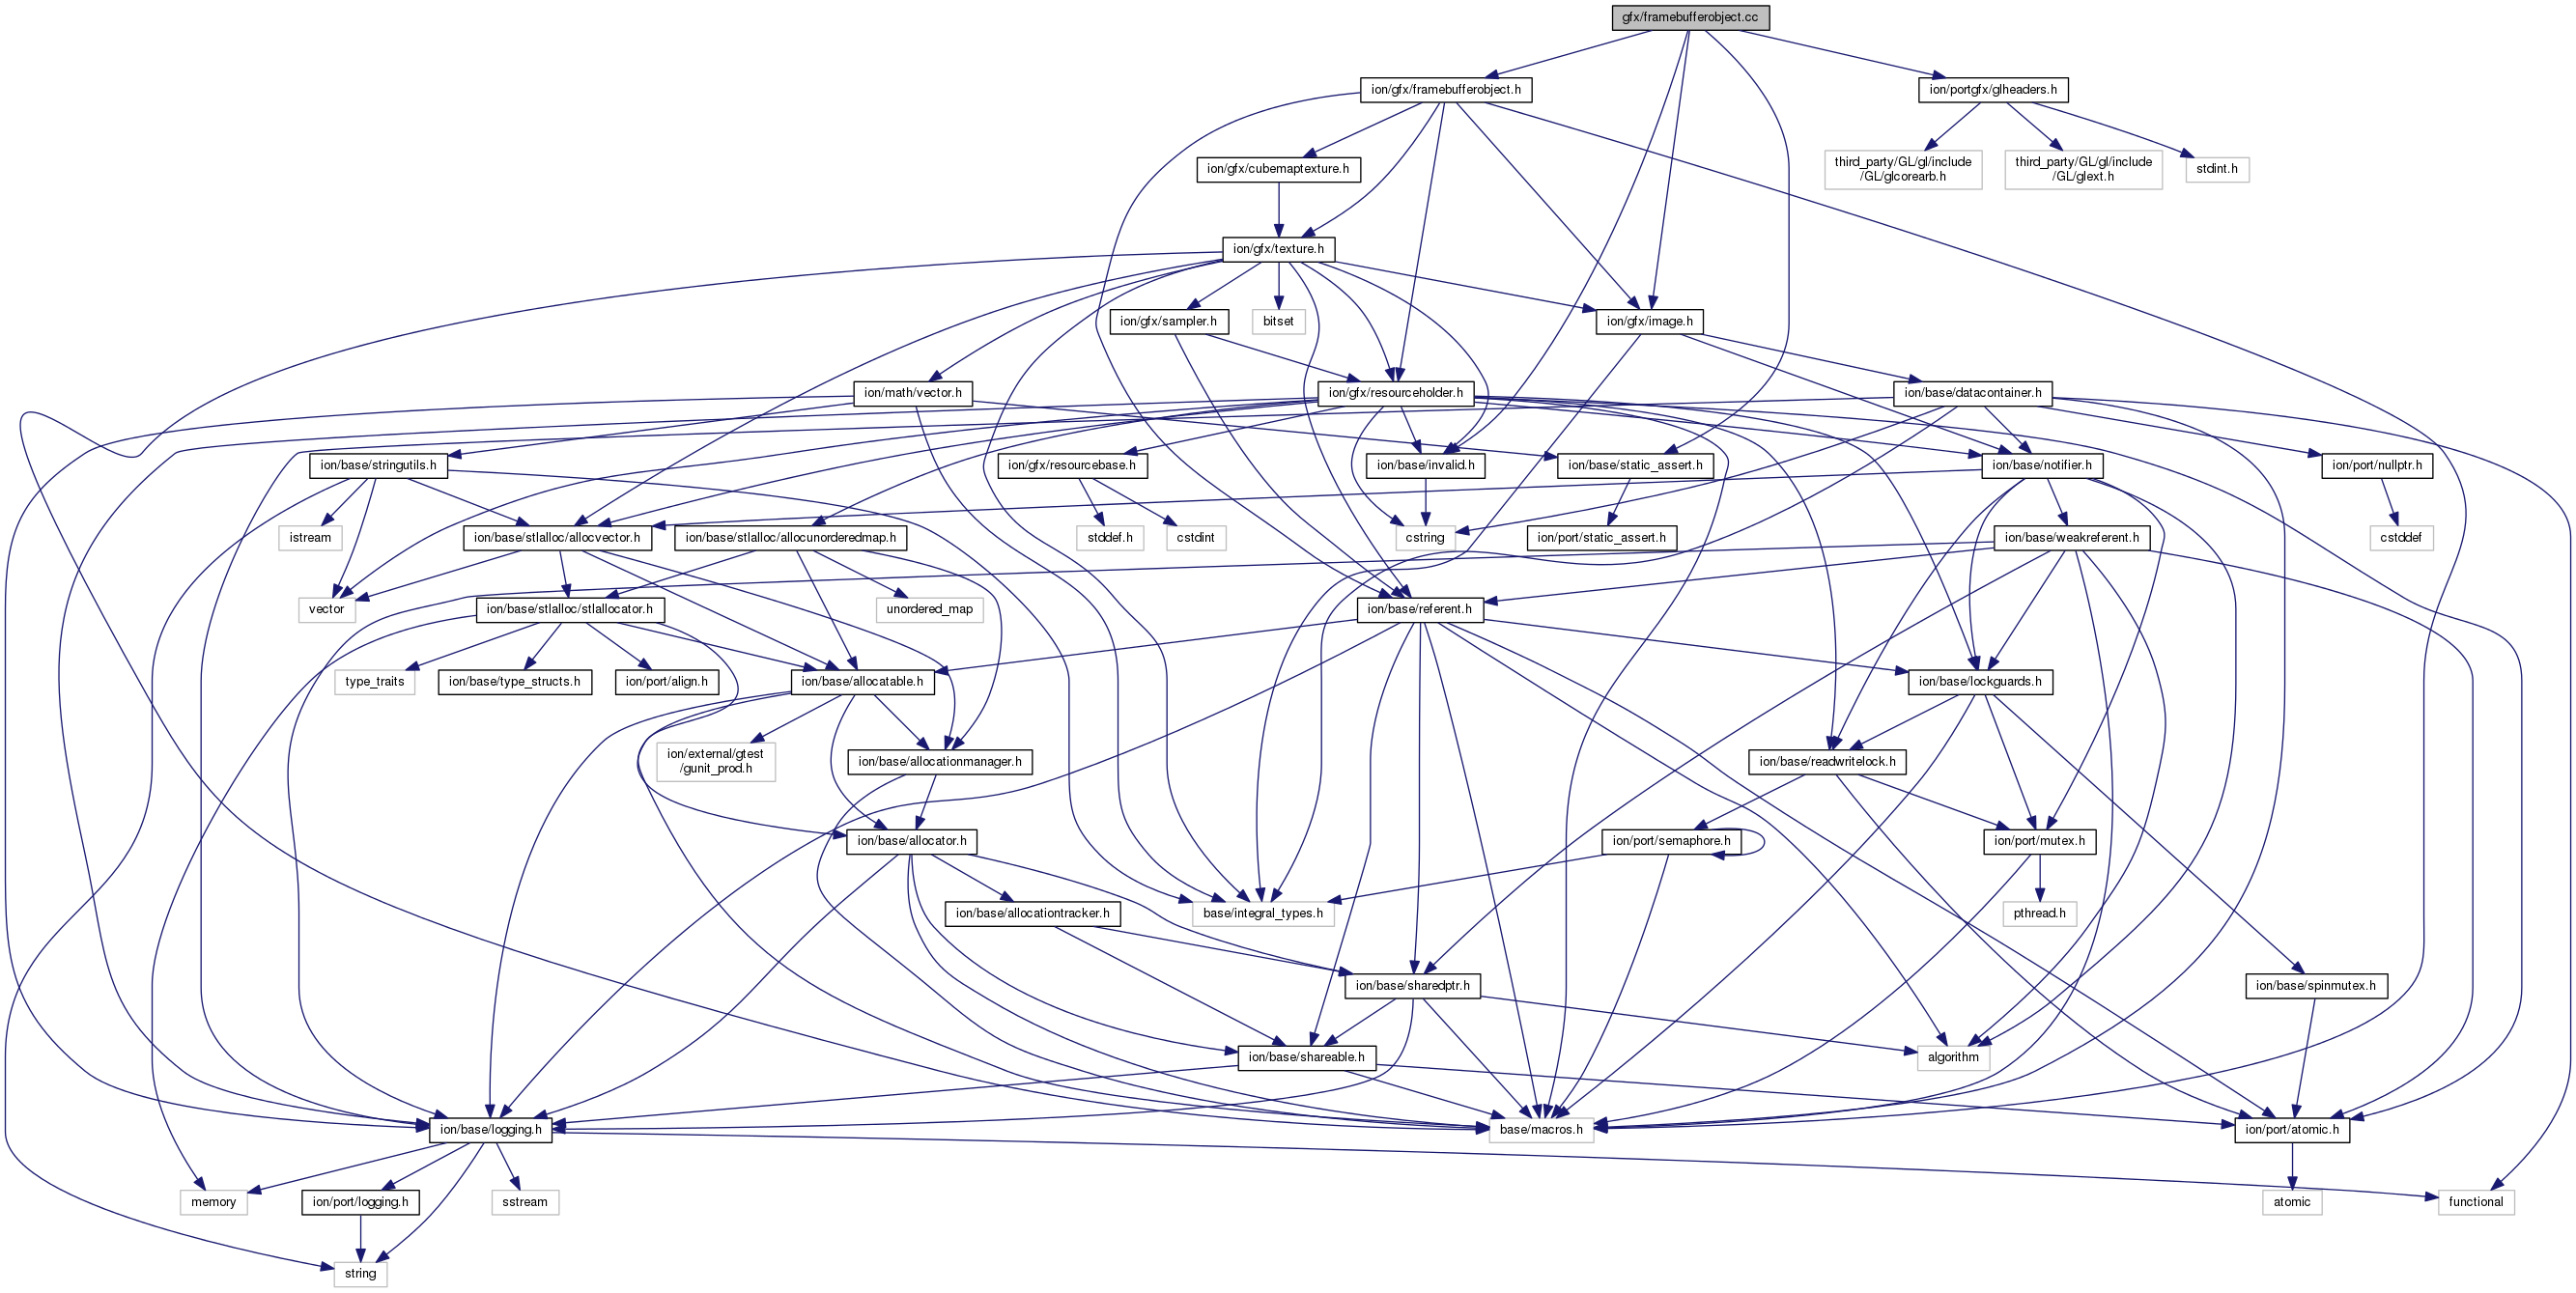 gfx/framebufferobject.cc
ion/gfx/framebufferobject.h
ion/portgfx/glheaders.h
ion/gfx/cubemaptexture.h
third_party/GL/gl/include
/GL/glcorearb.h
third_party/GL/gl/include
/GL/glext.h
stdint.h
ion/gfx/texture.h
ion/gfx/sampler.h
bitset
ion/gfx/image.h
ion/math/vector.h
ion/gfx/resourceholder.h
ion/base/datacontainer.h
ion/base/stringutils.h
ion/gfx/resourcebase.h
ion/base/invalid.h
ion/base/static_assert.h
ion/base/notifier.h
ion/port/nullptr.h
istream
ion/base/stlalloc/allocvector.h
ion/base/stlalloc/allocunorderedmap.h
stddef.h
cstdint
cstring
ion/port/static_assert.h
ion/base/weakreferent.h
cstddef
vector
ion/base/stlalloc/stlallocator.h
unordered_map
ion/base/referent.h
type_traits
ion/base/type_structs.h
ion/port/align.h
ion/base/allocatable.h
ion/base/lockguards.h
ion/external/gtest
/gunit_prod.h
ion/base/allocationmanager.h
ion/base/readwritelock.h
ion/base/allocator.h
ion/port/semaphore.h
ion/port/mutex.h
ion/base/allocationtracker.h
base/integral_types.h
pthread.h
ion/base/sharedptr.h
ion/base/spinmutex.h
ion/base/shareable.h
algorithm
ion/base/logging.h
base/macros.h
ion/port/atomic.h
memory
ion/port/logging.h
sstream
atomic
functional
string